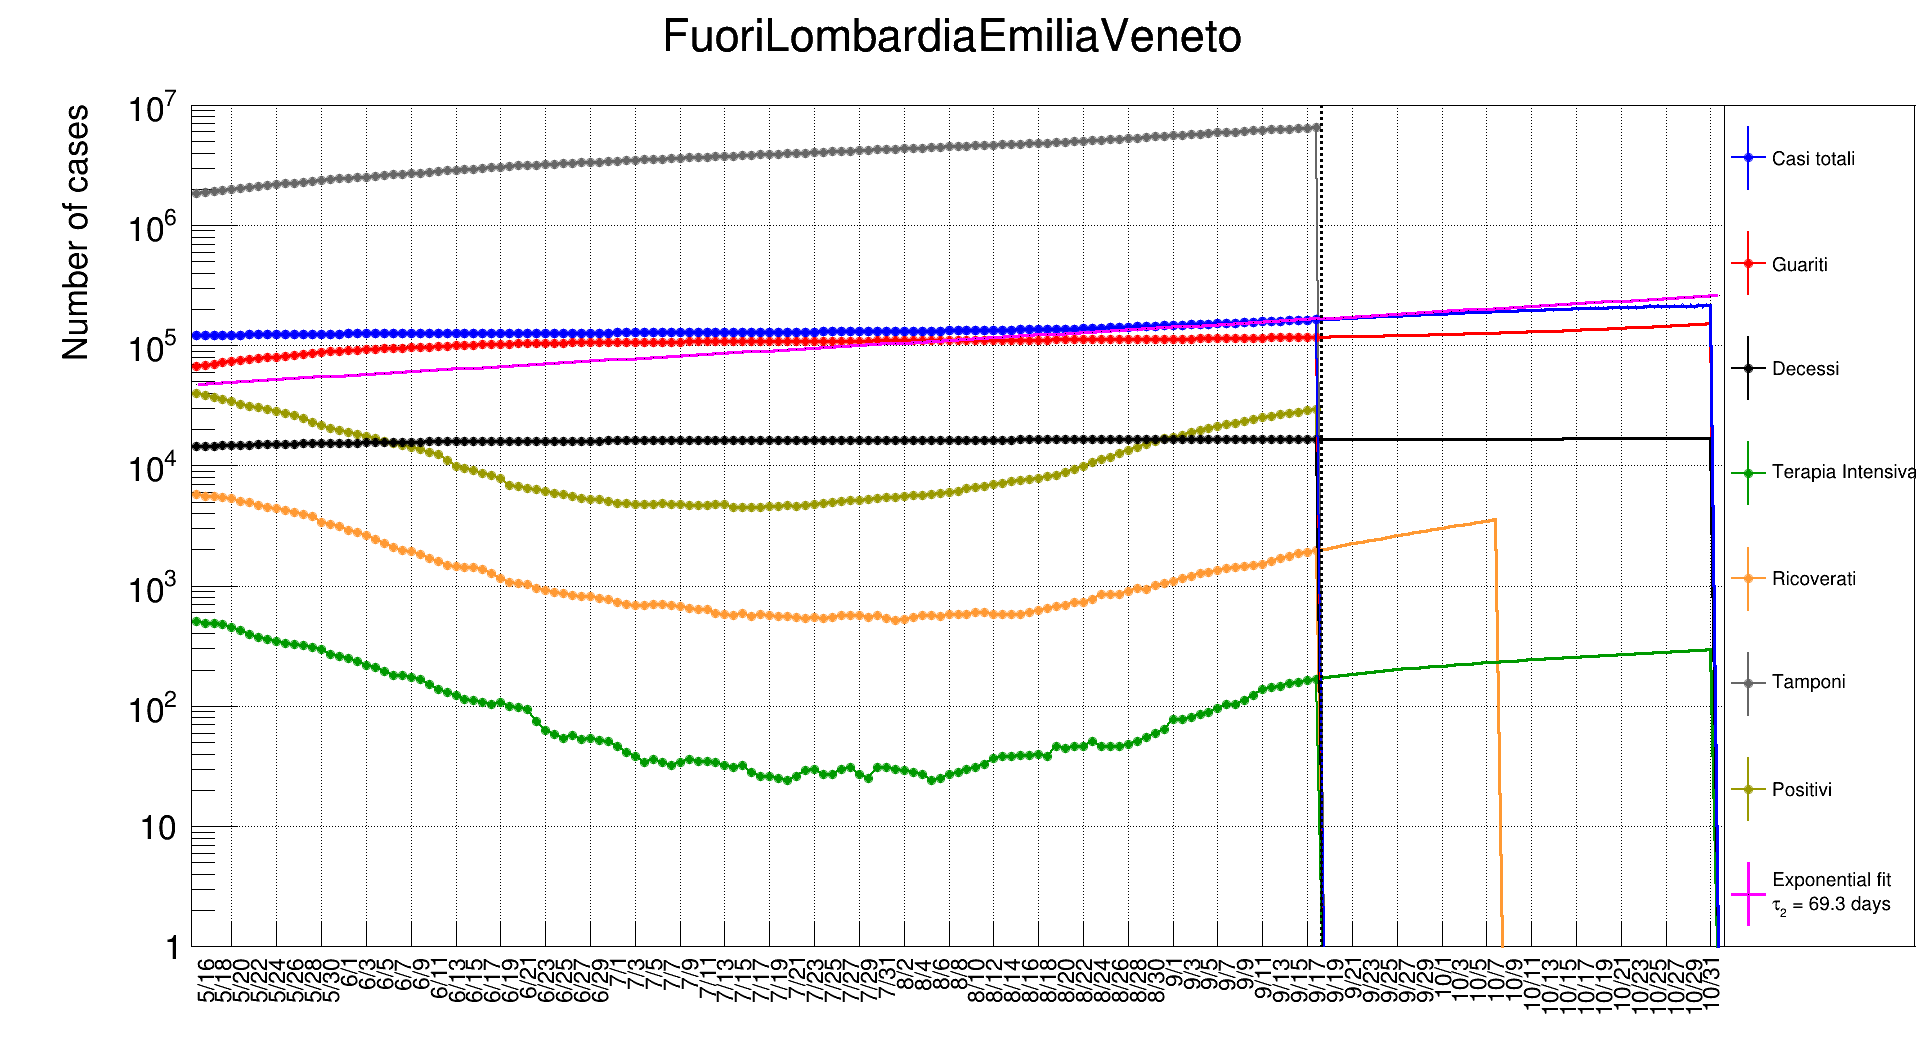 FuoriLombardiaEmiliaVeneto
Number of cases
10^7
10^6
10^5
10^4
10^3
10^2
10
1
5/16 5/18 5/20 5/22 5/24 5/26 5/28 5/30 6/1 6/3 6/5 6/7 6/9 6/11 6/13 6/15 6/17 6/19 6/21 6/23 6/25 6/27 6/29 7/1 7/3 7/5 7/7 7/9 7/11 7/13 7/15 7/17 7/19 7/21 7/23 7/25 7/27 7/29 7/31 8/2 8/4 8/6 8/8 8/10 8/12 8/14 8/16 8/18 8/20 8/22 8/24 8/26 8/28 8/30 9/1 9/3 9/5 9/7 9/9 9/11 9/13 9/15 9/17 9/19 9/21 9/23 9/25 9/27 9/29 10/1 10/3 10/5 10/7 10/9 10/11 10/13 10/15 10/17 10/19 10/21 10/23 10/25 10/27 10/29 10/31
Casi totali
Guariti
Decessi
Terapia Intensiva
Ricoverati
Tamponi
Positivi
Exponential fit
τ₂ = 69.3 days